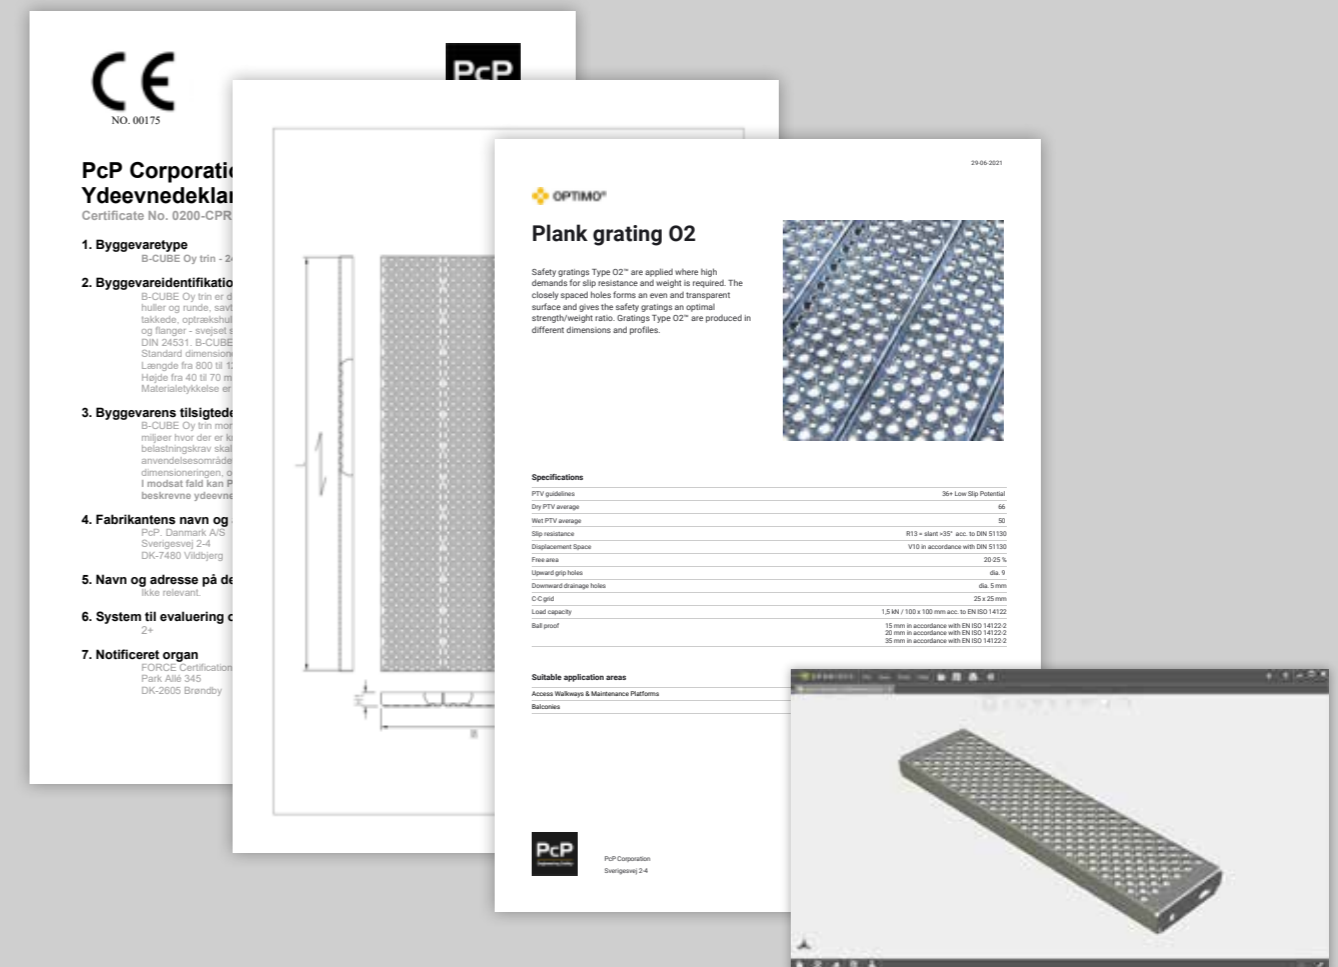 NO. 00175
PcP
PcP Corporatio
Ydeevnedeklar
Certificate No. 0200-CPR
1. Byggevaretype
B-CUBE Oy trin - 24
2. Byggevareidentifikatio
B-CUBE Oy trin er d
huller og runde, savt
takkede, optrækshul
og flanger - svejset s
DIN 24531. B-CUBE
Standard dimension
Længde fra 800 til 12
Højde fra 40 til 70 m
Materialetykkelse er
3. Byggevarens tilsigtede
B-CUBE Oy trin mon
miljøer hvor der er k
belastningskrav skal
anvendelsesområde
dimensioneringen, o
I modsat fald kan P
beskrevne ydeevne
4. Fabrikantens navn og
PcP. Danmark A/S
Sverigesvej 2-4
DK-7480 Vildbjerg
5. Navn og adresse på de
Ikke relevant.
6. System til evaluering o
2+
7. Notificeret organ
FORCE Certification
Park Allé 345
DK-2605 Brøndby
29-06-2021
OPTIMO®
Plank grating O2
Safety gratings Type O2™ are applied where high
demands for slip resistance and weight is required. The
closely spaced holes forms an even and transparent
surface and gives the safety gratings an optimal
strength/weight ratio. Gratings Type O2™ are produced in
different dimensions and profiles.
Specifications
PTV guidelines 36+ Low Slip Potential
Dry PTV average 66
Wet PTV average 50
Slip resistance R13 = slant >35° acc. to DIN 51130
Displacement Space V10 in accordance with DIN 51130
Free area 20-25 %
Upward grip holes dia. 9
Downward drainage holes dia. 5 mm
C-C grid 25 x 25 mm
Load capacity 1,5 kN / 100 x 100 mm acc. to EN ISO 14122
Ball proof 15 mm in accordance with EN ISO 14122-2
20 mm in accordance with EN ISO 14122-2
35 mm in accordance with EN ISO 14122-2
Suitable application areas
Access Walkways & Maintenance Platforms
Balconies
PcP
PcP Corporation
Sverigesvej 2-4